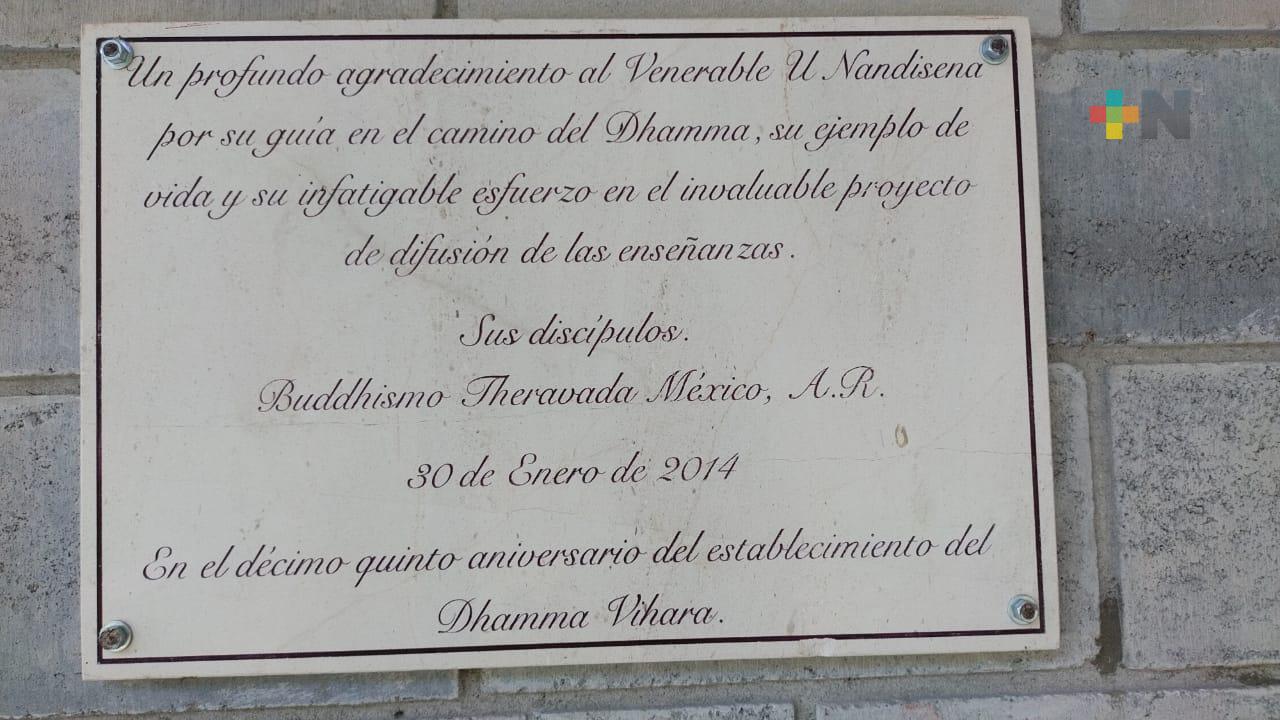 Un profundo agradecimiento al Venerable U Nandisena
por su guía en el camino del Dhamma, su ejemplo de
vida y su infatigable esfuerzo en el invaluable proyecto
de difusión de las enseñanzas.
Sus discípulos.
Buddhismo Theravada México, A.R.
30 de Enero de 2014
En el décimo quinto aniversario del establecimiento del
Dhamma Vihara.
+N